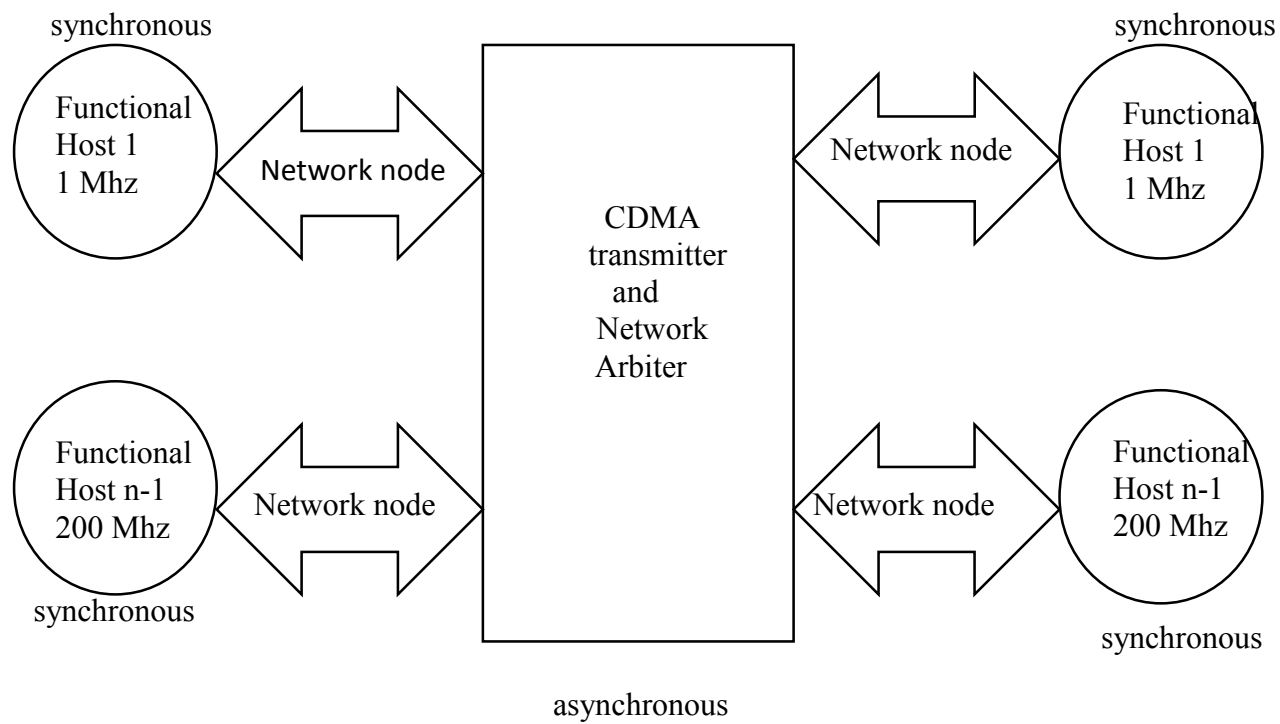 synchronous
Functional
Host 1
1 Mhz
Network node
CDMA
transmitter
and
Network
Arbiter
Network node
synchronous
Functional
Host 1
1 Mhz
Functional
Host n-1
200 Mhz
synchronous
Network node
Network node
Functional
Host n-1
200 Mhz
synchronous
asynchronous